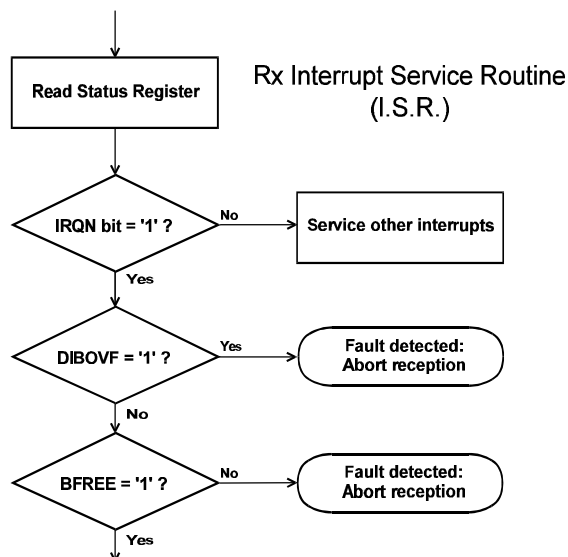 Rx Interrupt Service Routine
(I.S.R.)
Read Status Register
IRQN bit = '1' ?
No
Service other interrupts
Yes
DIBOVF = '1' ?
Yes
Fault detected:
Abort reception
No
BFREE = '1' ?
No
Fault detected:
Abort reception
Yes